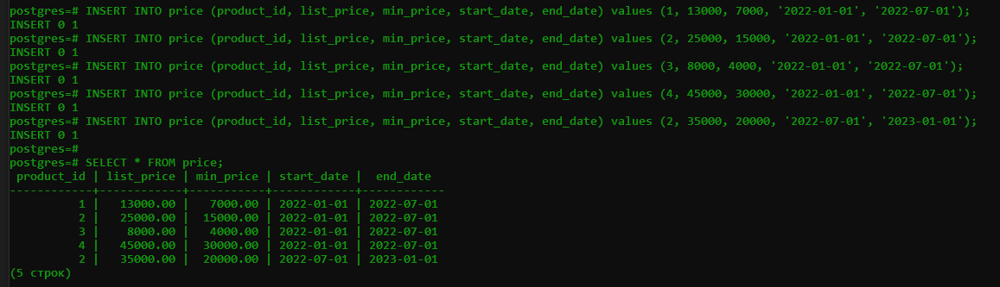 postgres=# INSERT INTO price (product_id, list_price, min_price, start_date, end_date) values (1, 13000, 7000, '2022-01-01', '2022-07-01');
INSERT 0 1
postgres=# INSERT INTO price (product_id, list_price, min_price, start_date, end_date) values (2, 25000, 15000, '2022-01-01', '2022-07-01');
INSERT 0 1
postgres=# INSERT INTO price (product_id, list_price, min_price, start_date, end_date) values (3, 8000, 4000, '2022-01-01', '2022-07-01');
INSERT 0 1
postgres=# INSERT INTO price (product_id, list_price, min_price, start_date, end_date) values (4, 45000, 30000, '2022-01-01', '2022-07-01');
INSERT 0 1
postgres=# INSERT INTO price (product_id, list_price, min_price, start_date, end_date) values (2, 35000, 20000, '2022-07-01', '2023-01-01');
INSERT 0 1
postgres=#
postgres=# SELECT * FROM price;
 product_id | list_price | min_price | start_date |  end_date
------------+------------+-----------+------------+------------
          1 |   13000.00 |   7000.00 | 2022-01-01 | 2022-07-01
          2 |   25000.00 |  15000.00 | 2022-01-01 | 2022-07-01
          3 |    8000.00 |   4000.00 | 2022-01-01 | 2022-07-01
          4 |   45000.00 |  30000.00 | 2022-01-01 | 2022-07-01
          2 |   35000.00 |  20000.00 | 2022-07-01 | 2023-01-01
(5 строк)